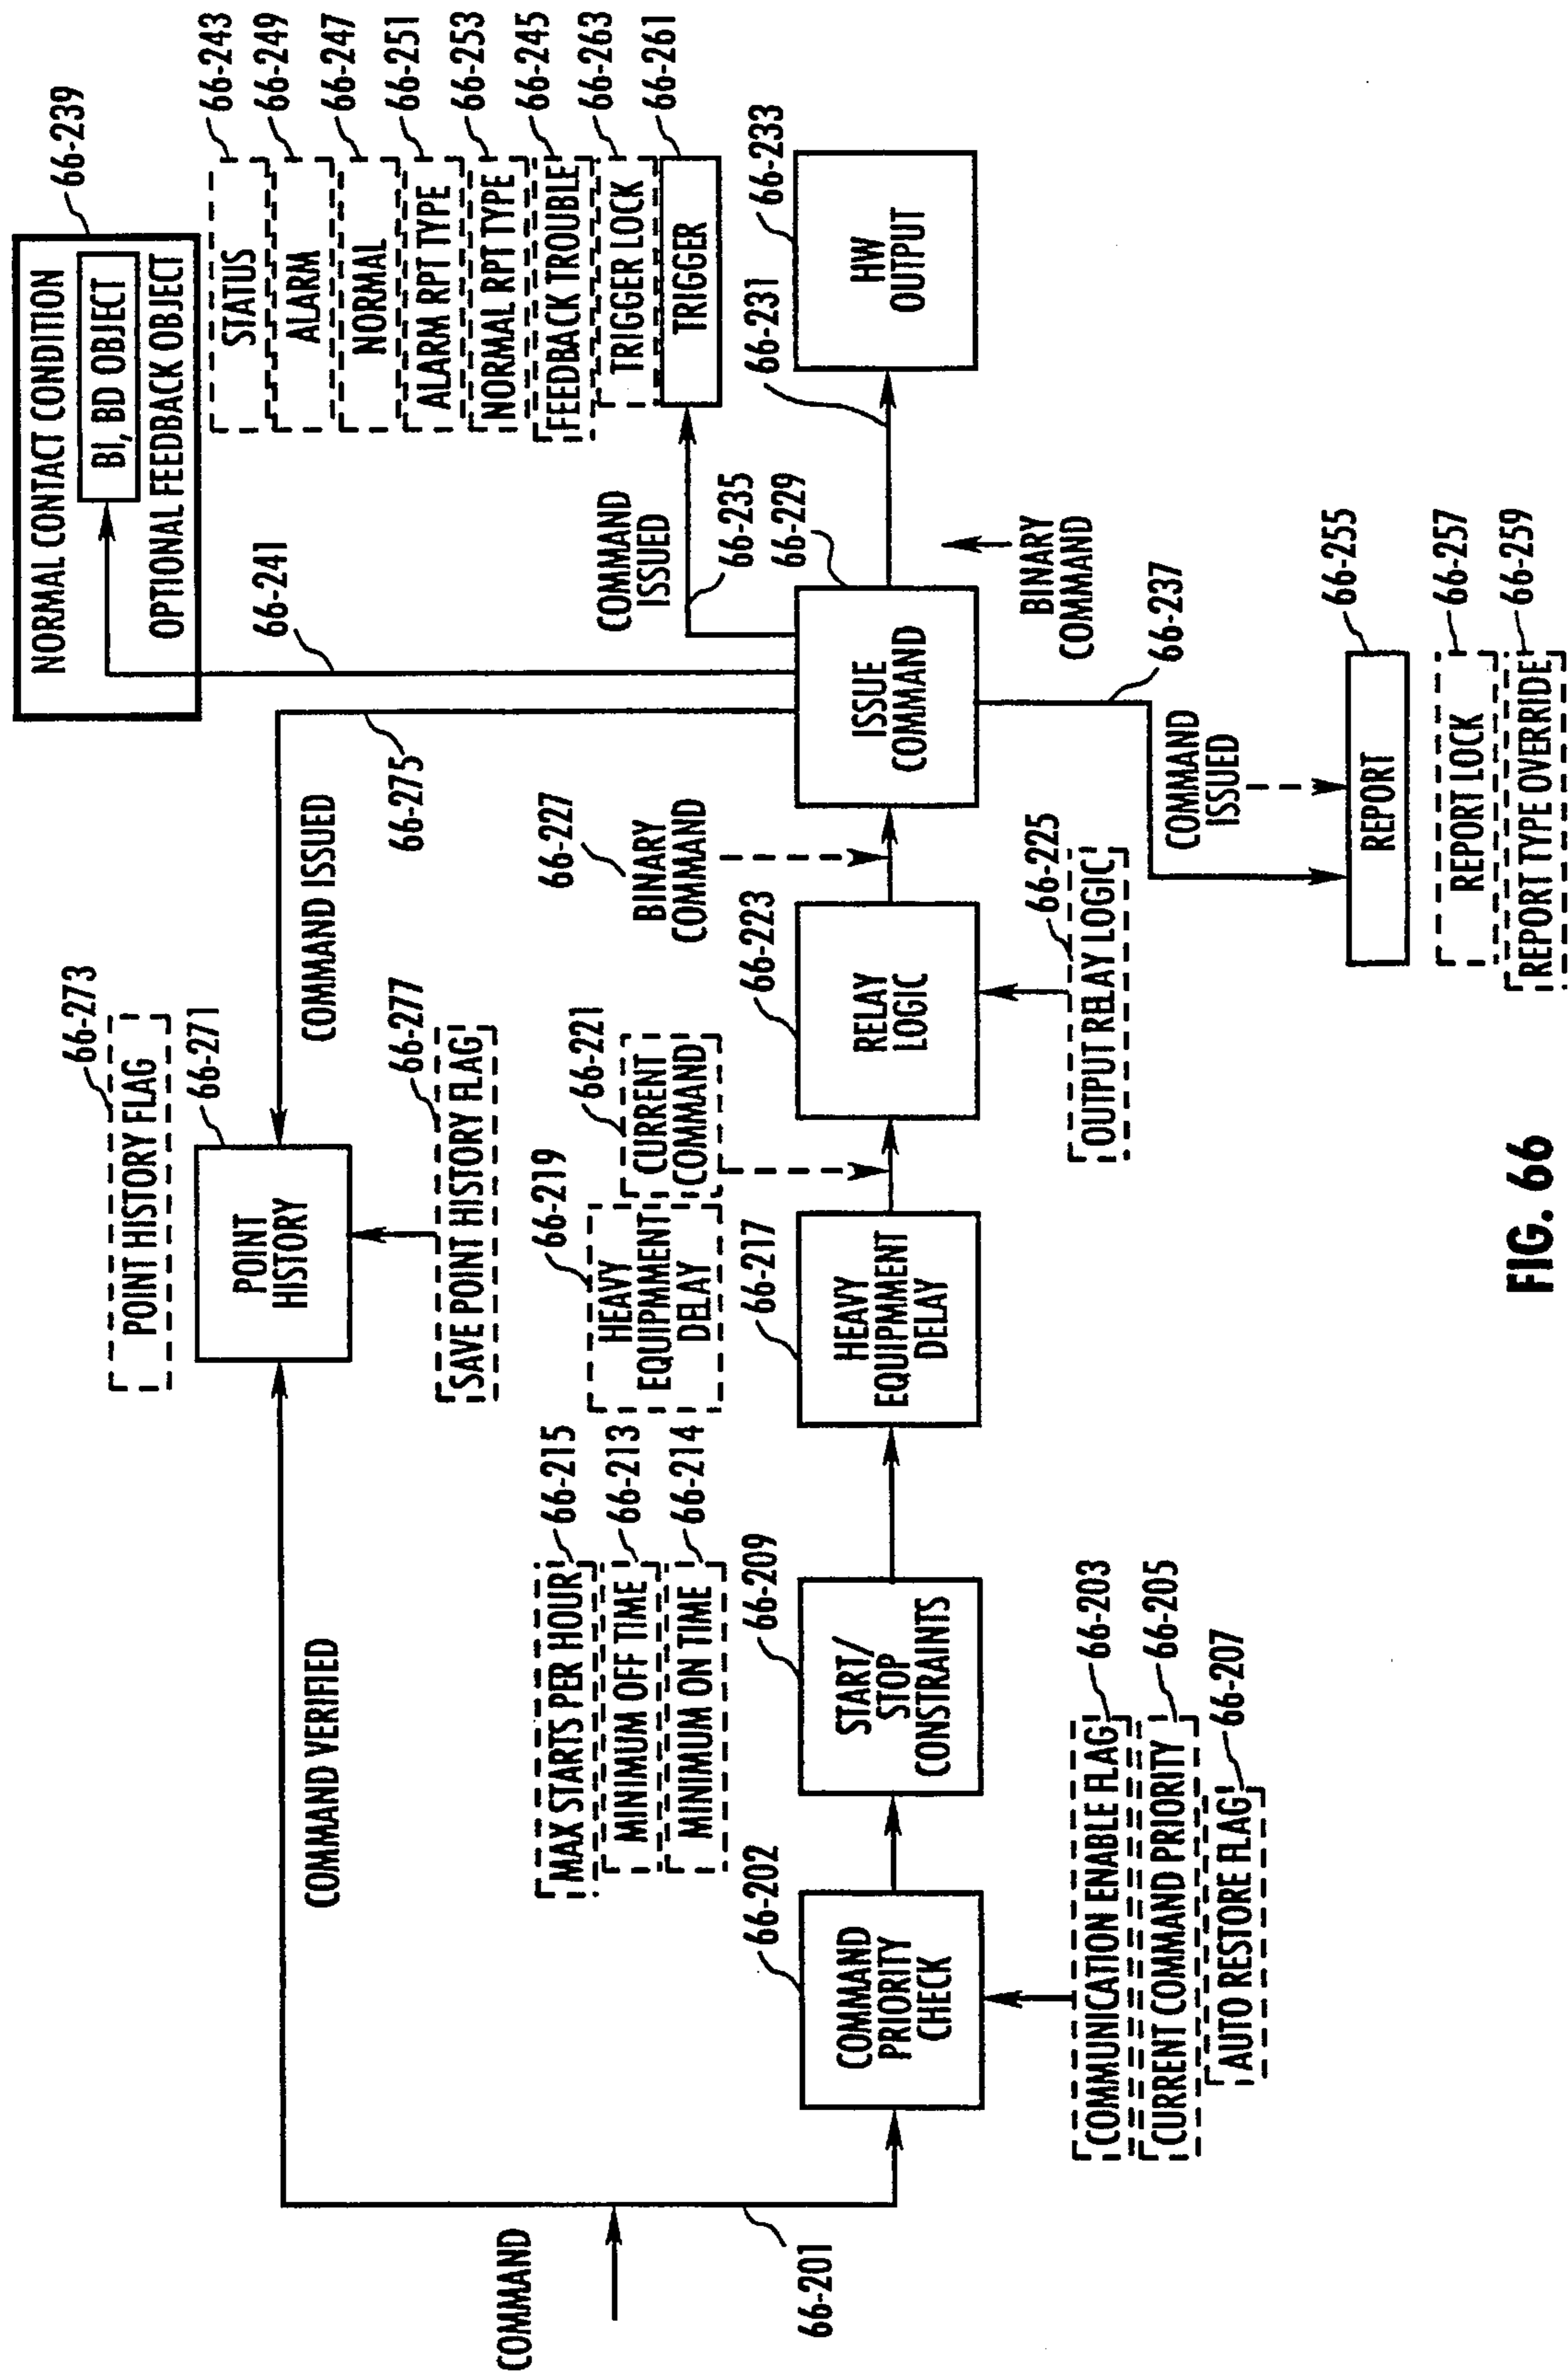 NORMAL CONTACT CONDITION
BI, BD OBJECT
OPTIONAL FEEDBACK OBJECT
66-239
66-241
STATUS
66-243
ALARM
66-249
NORMAL
66-247
ALARM RPT TYPE
66-251
NORMAL RPT TYPE
66-253
FEEDBACK TROUBLE
66-245
TRIGGER LOCK
66-263
TRIGGER
66-261
POINT HISTORY FLAG
66-273
POINT
HISTORY
66-271
SAVE POINT HISTORY FLAG
66-277
COMMAND VERIFIED
COMMAND ISSUED
66-275
COMMAND
ISSUED
66-235
COMMAND
66-201
MAX STARTS PER HOUR
66-215
MINIMUM OFF TIME
66-213
MINIMUM ON TIME
66-214
HEAVY
EQUIPMMENT
DELAY
66-219
CURRENT
COMMAND
66-221
66-227
BINARY
COMMAND
COMMAND
PRIORITY
CHECK
66-202
START/
STOP
CONSTRAINTS
66-209
HEAVY
EQUIPMMENT
DELAY
66-217
RELAY
LOGIC
66-223
ISSUE
COMMAND
66-229
66-231
HW
OUTPUT
66-233
BINARY
COMMAND
COMMUNICATION ENABLE FLAG
66-203
CURRENT COMMAND PRIORITY
66-205
AUTO RESTORE FLAG
66-207
OUTPUT RELAY LOGIC
66-225
66-237
COMMAND
ISSUED
REPORT
66-255
REPORT LOCK
66-257
REPORT TYPE OVERRIDE
66-259
FIG. 66